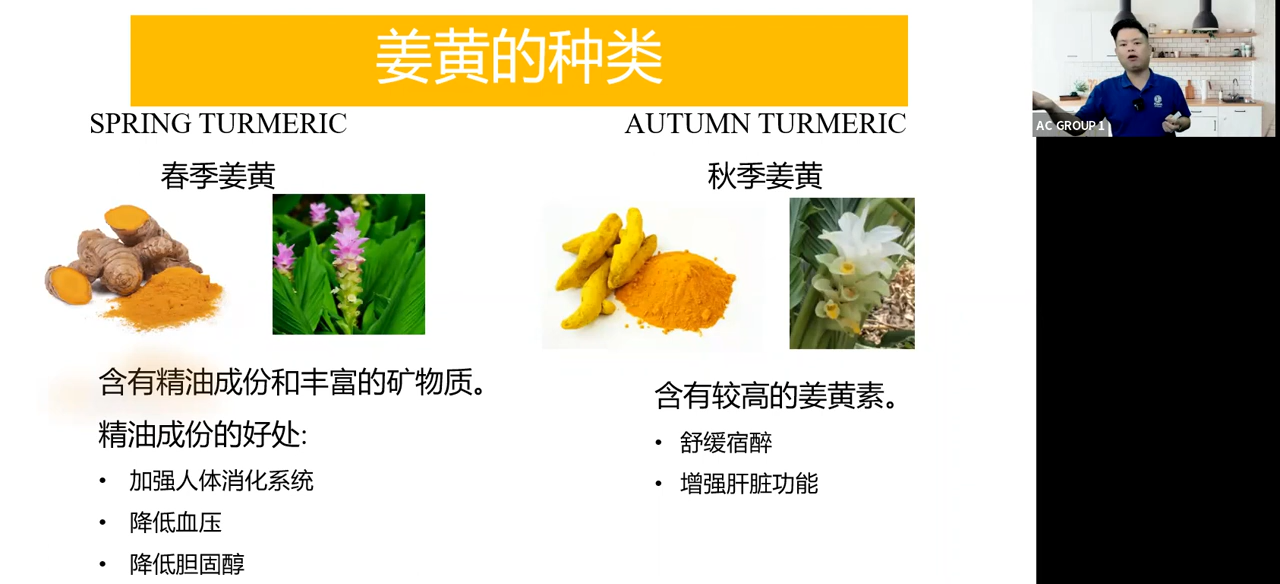 姜黄的种类
SPRING TURMERIC
春季姜黄
含有精油成份和丰富的矿物质。
精油成份的好处:
• 加强人体消化系统
• 降低血压
• 降低胆固醇
AUTUMN TURMERIC
秋季姜黄
含有较高的姜黄素。
• 舒缓宿醉
• 增强肝脏功能
AC GROUP 1